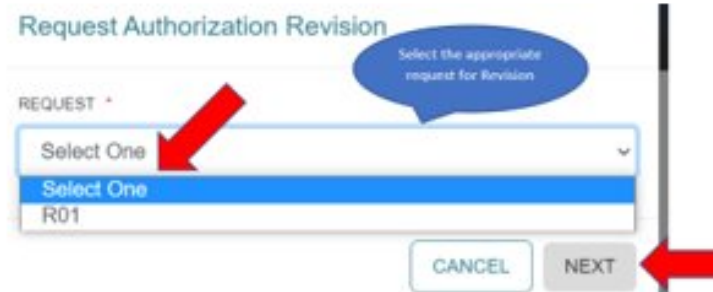 Request Authorization Revision
Select the appropriate
request for Revision
REQUEST *
Select One
Select One
R01
CANCEL
NEXT